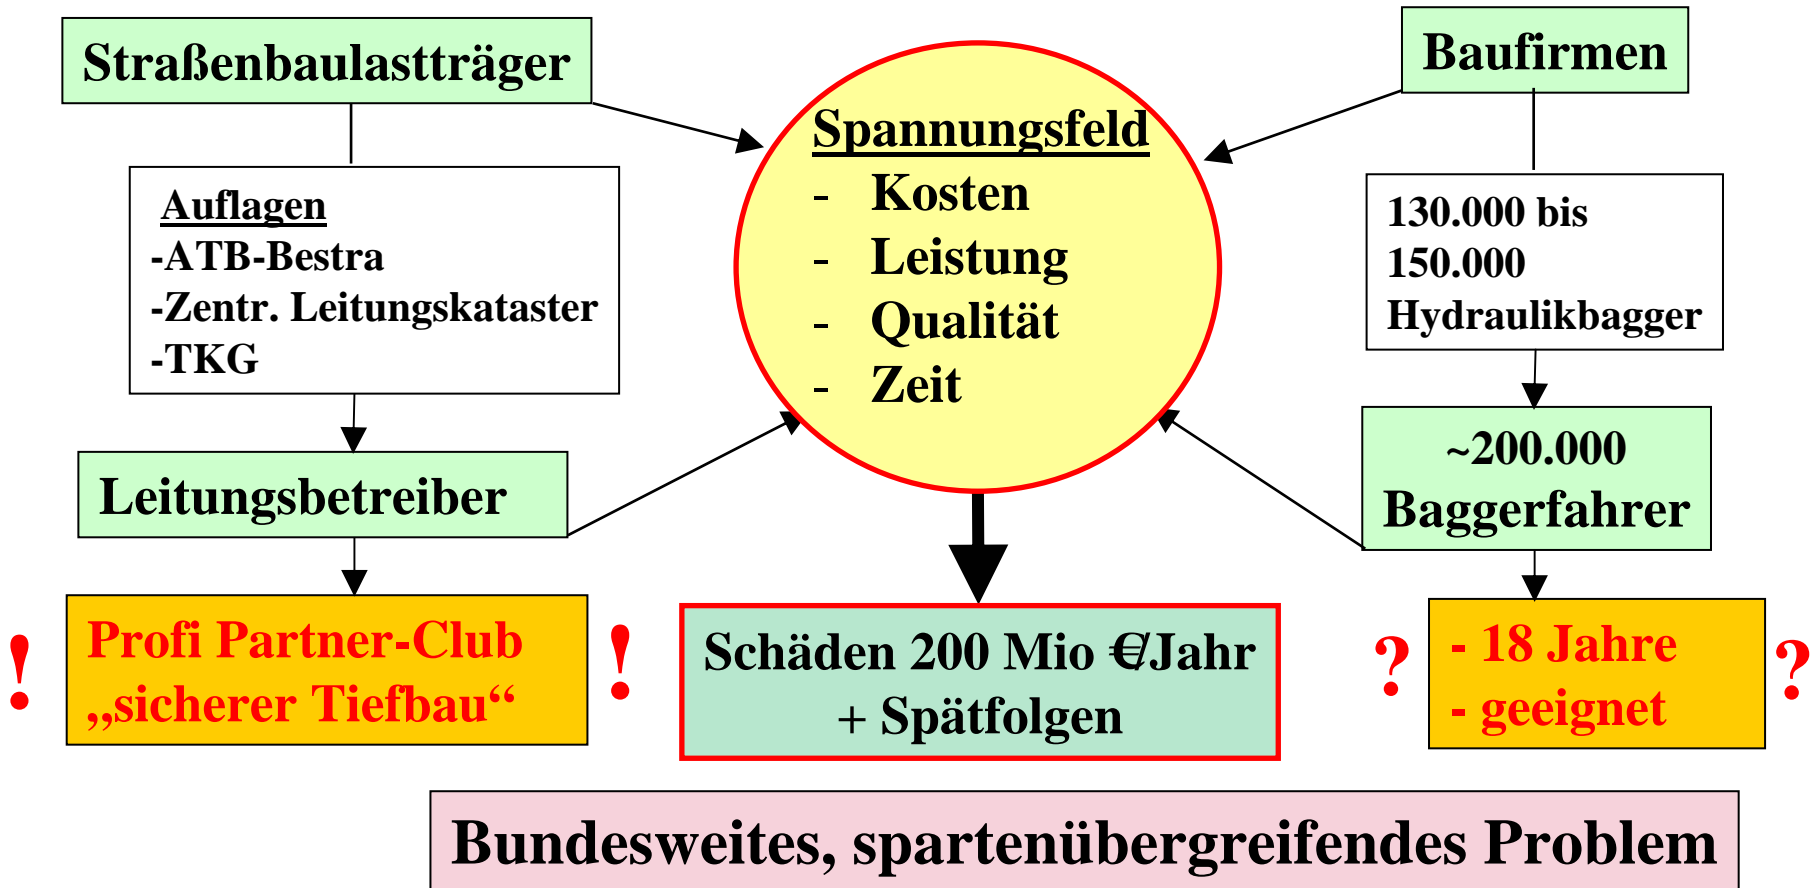 Straßenbaulastträger
Auflagen
-ATB-Bestra
-Zentr. Leitungskataster
-TKG
Leitungsbetreiber
!
Profi Partner-Club
„sicherer Tiefbau“
!
Spannungsfeld
- Kosten
- Leistung
- Qualität
- Zeit
Schäden 200 Mio €/Jahr
+ Spätfolgen
Baufirmen
130.000 bis
150.000
Hydraulikbagger
~200.000
Baggerfahrer
?
- 18 Jahre
- geeignet
?
Bundesweites, spartenübergreifendes Problem